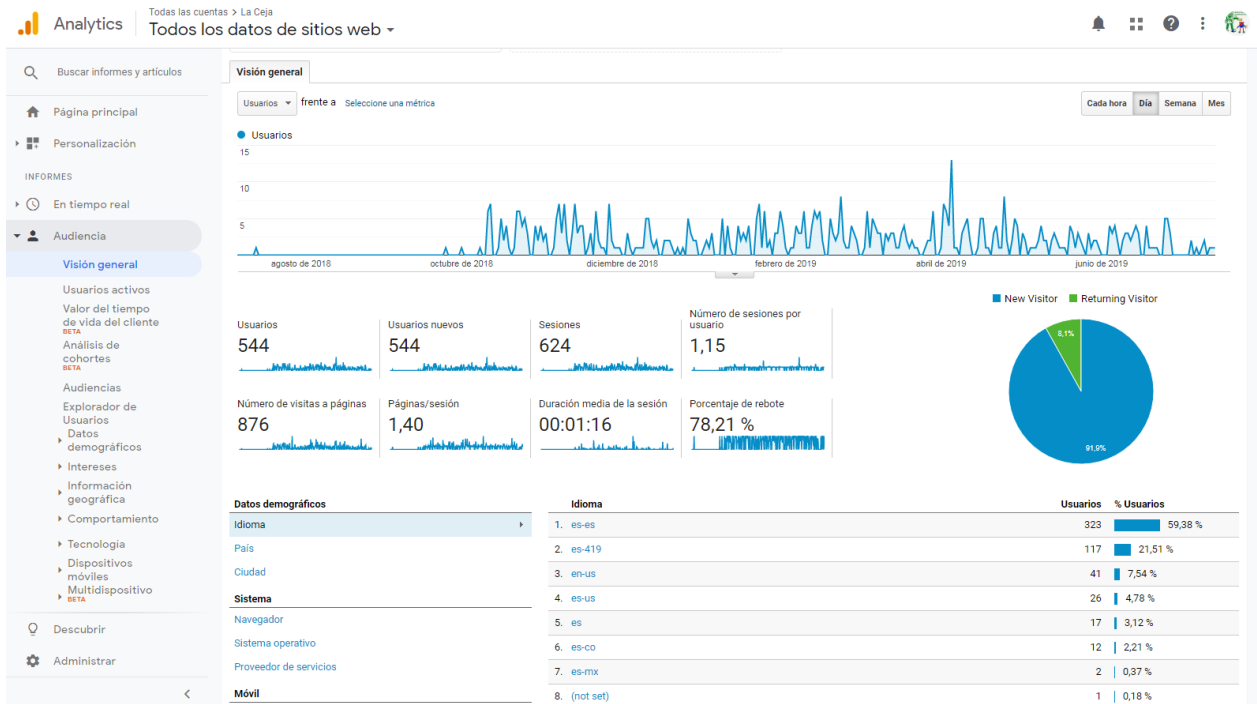 Analytics
Todas las cuentas > La Ceja
Todos los datos de sitios web
Buscar informes y artículos
Página principal
Personalización
INFORMES
En tiempo real
Audiencia
Visión general
Usuarios activos
Valor del tiempo
de vida del cliente
BETA
Análisis de
cohortes
BETA
Audiencias
Explorador de
Usuarios
Datos
demográficos
Intereses
Información
geográfica
Comportamiento
Tecnología
Dispositivos
móviles
Multidispositivo
BETA
Descubrir
Administrar
Visión general
Usuarios frente a Seleccione una métrica
Cada hora Día Semana Mes
Usuarios
15
10
5
agosto de 2018 octubre de 2018 diciembre de 2018 febrero de 2019 abril de 2019 junio de 2019
New Visitor Returning Visitor
8,1%
91,9%
Usuarios
544
Usuarios nuevos
544
Sesiones
624
Número de sesiones por
usuario
1,15
Número de visitas a páginas
876
Páginas/sesión
1,40
Duración media de la sesión
00:01:16
Porcentaje de rebote
78,21 %
Datos demográficos
Idioma
País
Ciudad
Sistema
Navegador
Sistema operativo
Proveedor de servicios
Móvil
Idioma Usuarios % Usuarios
1. es-es 323 59,38 %
2. es-419 117 21,51 %
3. en-us 41 7,54 %
4. es-us 26 4,78 %
5. es 17 3,12 %
6. es-co 12 2,21 %
7. es-mx 2 0,37 %
8. (not set) 1 0,18 %